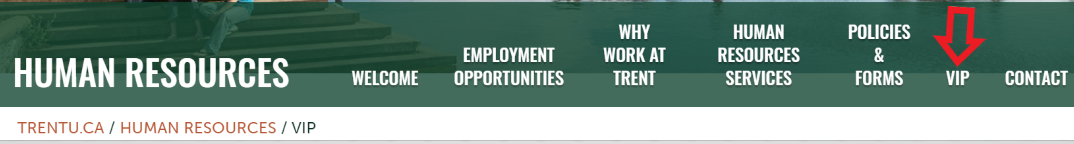 HUMAN RESOURCES
WELCOME
EMPLOYMENT
OPPORTUNITIES
WHY
WORK AT
TRENT
HUMAN
RESOURCES
SERVICES
POLICIES
&
FORMS
VIP
CONTACT
TRENTU.CA / HUMAN RESOURCES / VIP